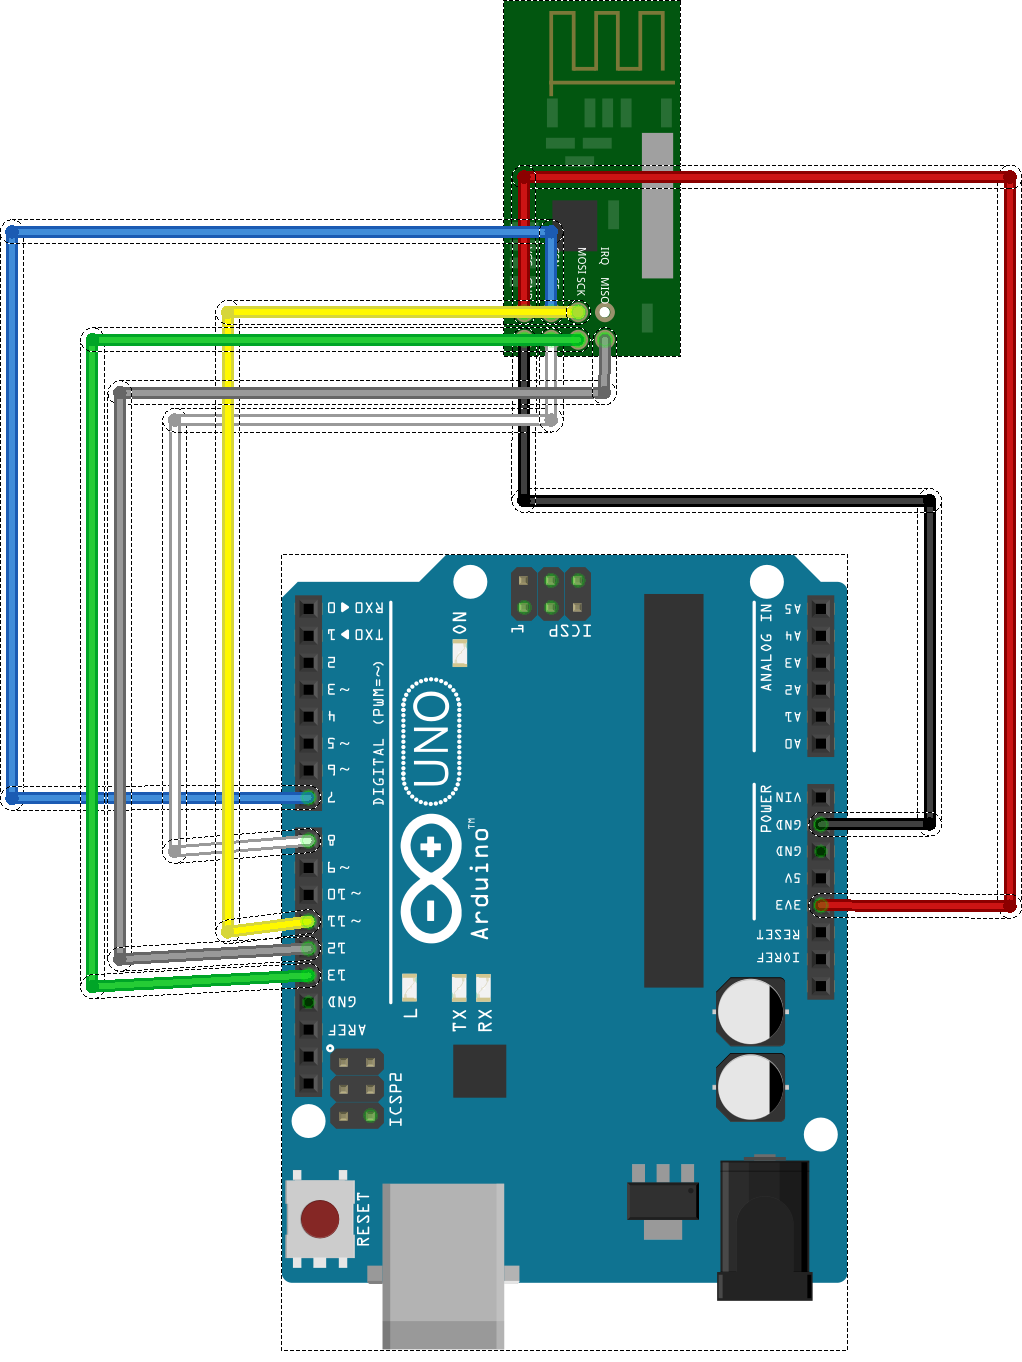 IRQ
MISO
MOSI SCK
RX0 ◀ 0
TX0 ▶ 1
2
~ 3
4
~ 5
~ 6
7
8
~ 9
~ 10
~ 11
12
13
GND
AREF
DIGITAL (PWM=~)
ON
1
ICSP
UNO
Arduino™
ANALOG IN
A5
A4
A3
A2
A1
A0
POWER
VIN
GND
GND
5V
3V3
RESET
IOREF
L
TX
RX
ICSP2
RESET